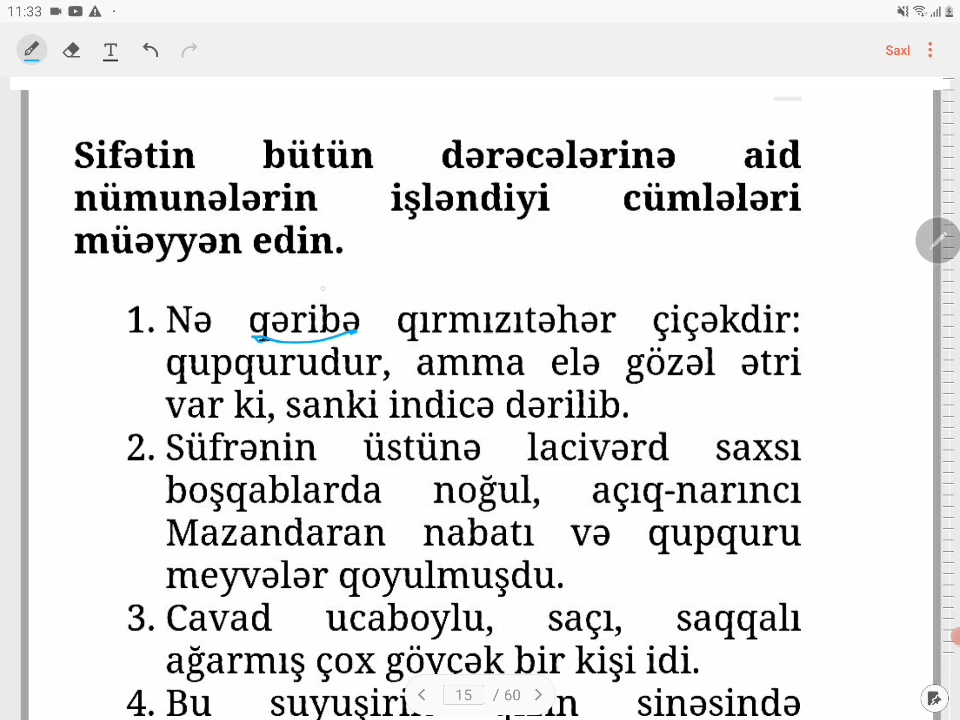 11:33
T
Saxl
Sifətin bütün dərəcələrinə aid
nümunələrin işləndiyi cümlələri
müəyyən edin.
1. Nə qəribə qırmızıtəhər çiçəkdir:
qupqurudur, amma elə gözəl ətri
var ki, sanki indicə dərilib.
2. Süfrənin üstünə lacivərd saxsı
boşqablarda noğul, açıq-narıncı
Mazandaran nabatı və qupquru
meyvələr qoyulmuşdu.
3. Cavad ucaboylu, saçı, saqqalı
ağarmış çox gövcək bir kişi idi.
4. Bu sinəsində
15 / 60